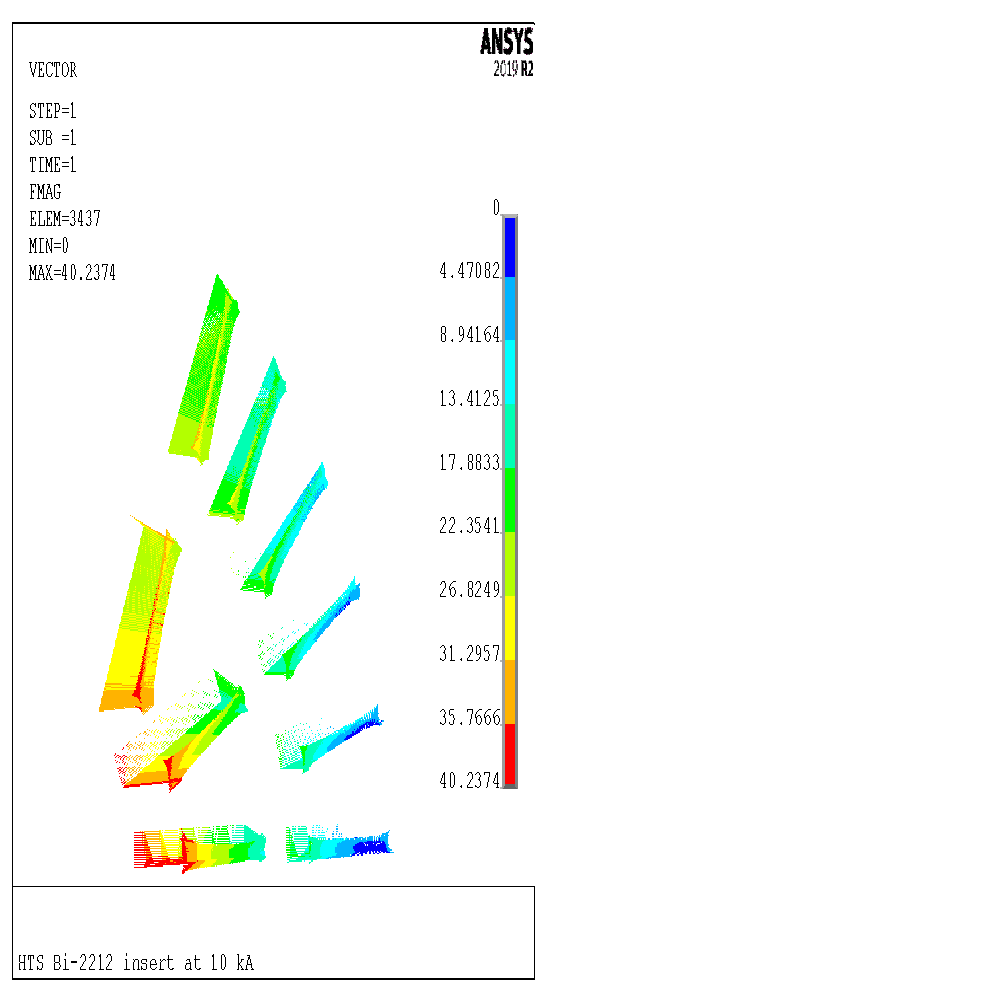 ANSYS
2019 R2
VECTOR
STEP=1
SUB =1
TIME=1
FMAG
ELEM=3437
MIN=0
MAX=40.2374
0
4.47082
8.94164
13.4125
17.8833
22.3541
26.8249
31.2957
35.7666
40.2374
HTS Bi-2212 insert at 10 kA